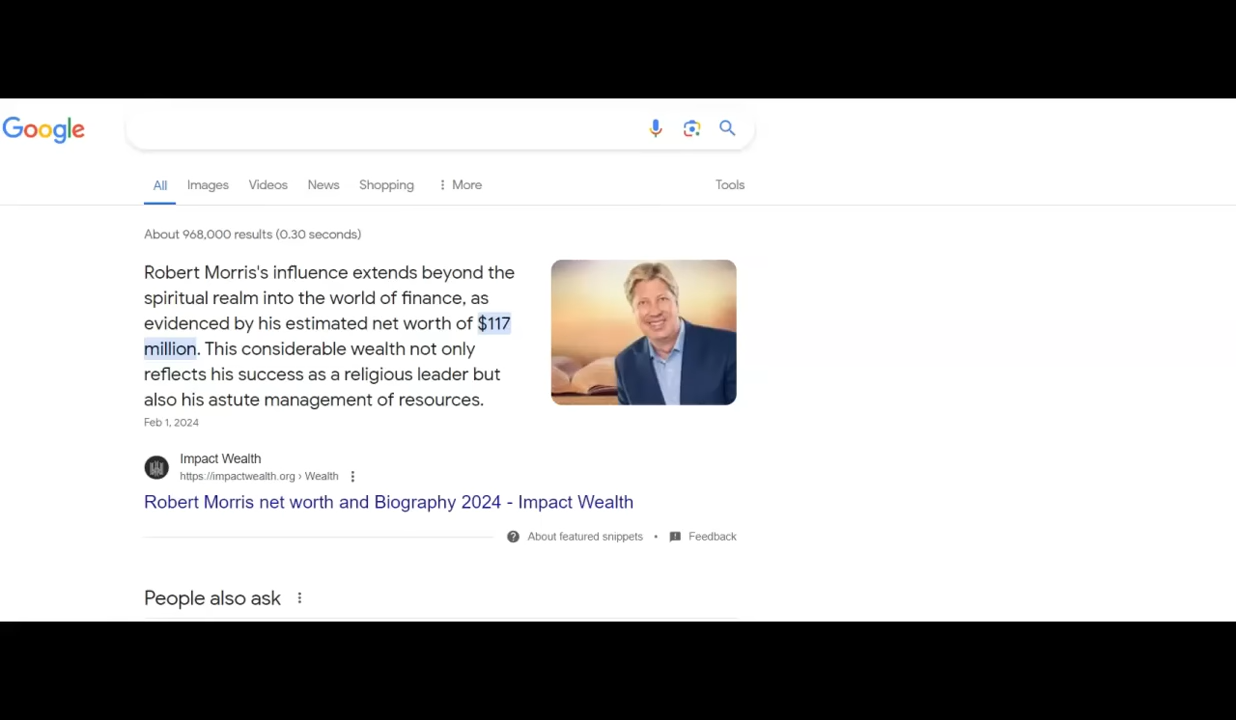 Google
All Images Videos News Shopping More Tools
About 968,000 results (0.30 seconds)
Robert Morris's influence extends beyond the
spiritual realm into the world of finance, as
evidenced by his estimated net worth of $117
million. This considerable wealth not only
reflects his success as a religious leader but
also his astute management of resources.
Feb 1, 2024
Impact Wealth
https://impactwealth.org › Wealth
Robert Morris net worth and Biography 2024 - Impact Wealth
About featured snippets • Feedback
People also ask